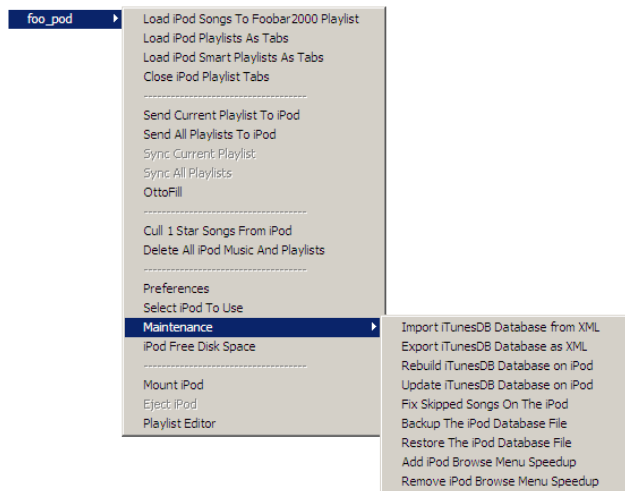 foo_pod
Load iPod Songs To Foobar2000 Playlist
Load iPod Playlists As Tabs
Load iPod Smart Playlists As Tabs
Close iPod Playlist Tabs
------------------------------------
Send Current Playlist To iPod
Send All Playlists To iPod
Sync Current Playlist
Sync All Playlists
OttoFill
------------------------------------
Cull 1 Star Songs From iPod
Delete All iPod Music And Playlists
------------------------------------
Preferences
Select iPod To Use
Maintenance
iPod Free Disk Space
------------------------------------
Mount iPod
Eject iPod
Playlist Editor
Import iTunesDB Database from XML
Export iTunesDB Database as XML
Rebuild iTunesDB Database on iPod
Update iTunesDB Database on iPod
Fix Skipped Songs On The iPod
Backup The iPod Database File
Restore The iPod Database File
Add iPod Browse Menu Speedup
Remove iPod Browse Menu Speedup